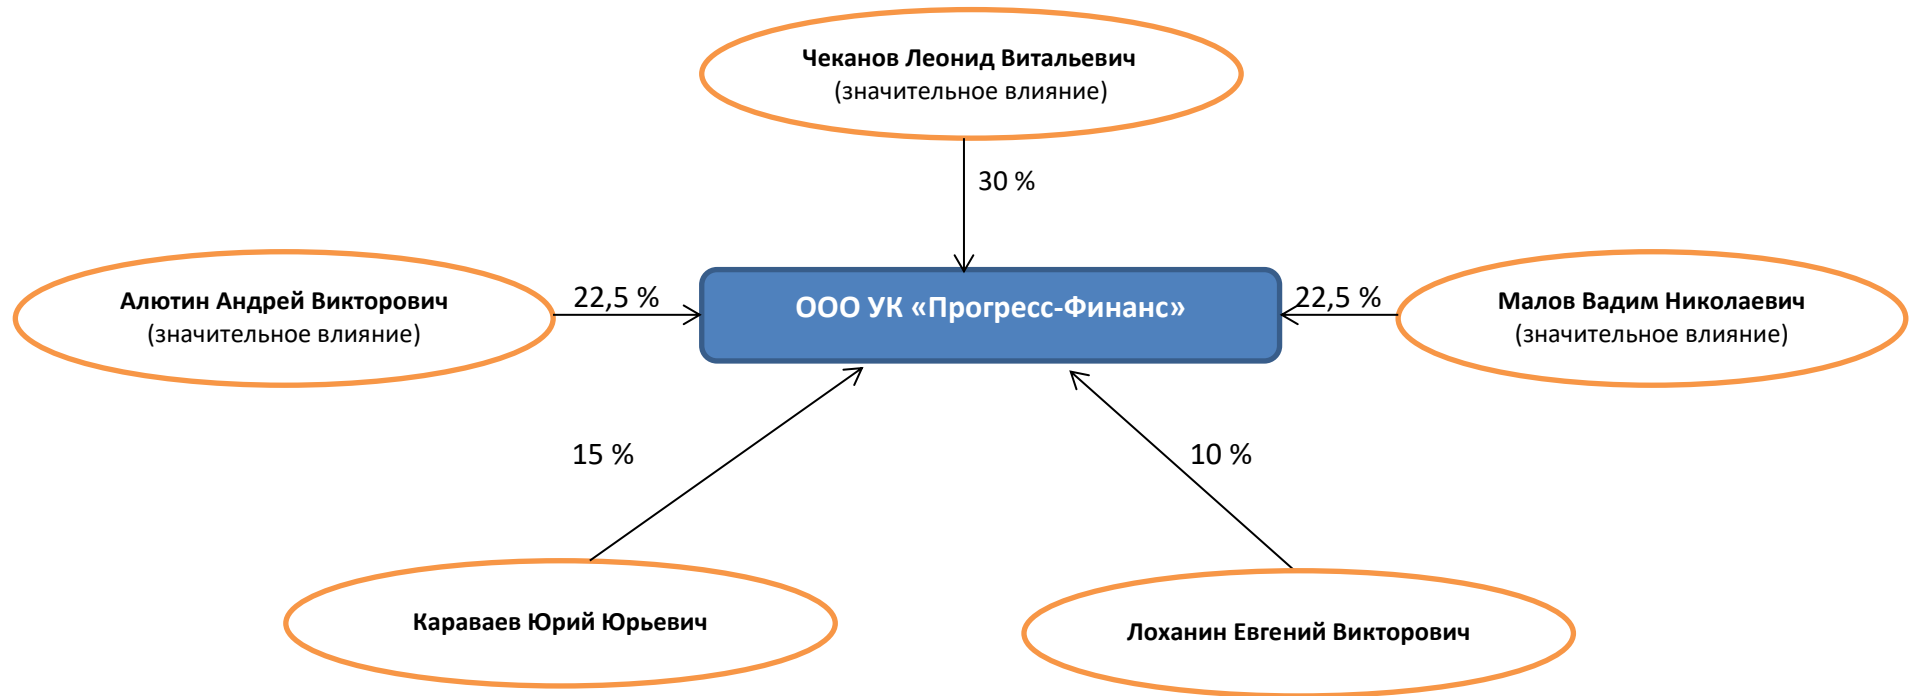 Чеканов Леонид Витальевич
(значительное влияние)
30 %
Алютин Андрей Викторович
(значительное влияние)
22,5 %
ООО УК «Прогресс-Финанс»
22,5 %
Малов Вадим Николаевич
(значительное влияние)
15 %
10 %
Караваев Юрий Юрьевич
Лоханин Евгений Викторович